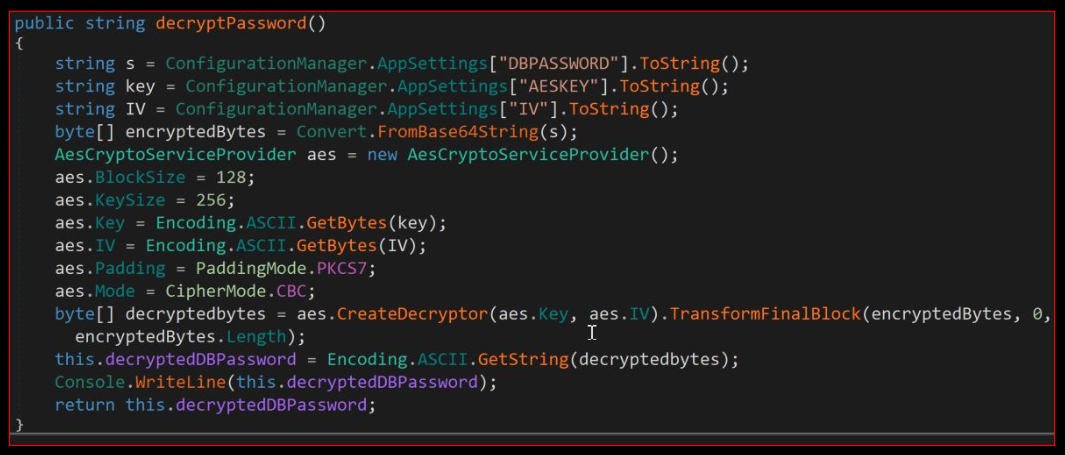 public string decryptPassword()
{
    string s = ConfigurationManager.AppSettings["DBPASSWORD"].ToString();
    string key = ConfigurationManager.AppSettings["AESKEY"].ToString();
    string IV = ConfigurationManager.AppSettings["IV"].ToString();
    byte[] encryptedBytes = Convert.FromBase64String(s);
    AesCryptoServiceProvider aes = new AesCryptoServiceProvider();
    aes.BlockSize = 128;
    aes.KeySize = 256;
    aes.Key = Encoding.ASCII.GetBytes(key);
    aes.IV = Encoding.ASCII.GetBytes(IV);
    aes.Padding = PaddingMode.PKCS7;
    aes.Mode = CipherMode.CBC;
    byte[] decryptedbytes = aes.CreateDecryptor(aes.Key, aes.IV).TransformFinalBlock(encryptedBytes, 0,
      encryptedBytes.Length);
    this.decryptedDBPassword = Encoding.ASCII.GetString(decryptedbytes);
    Console.WriteLine(this.decryptedDBPassword);
    return this.decryptedDBPassword;
}